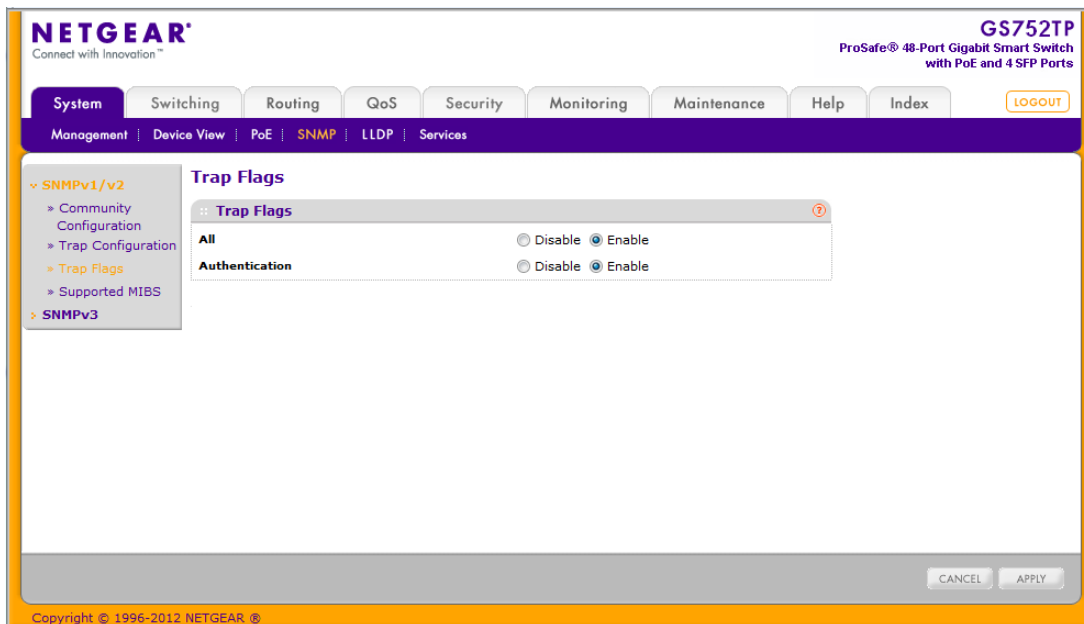 NETGEAR®
Connect with Innovation™
GS752TP
ProSafe® 48-Port Gigabit Smart Switch
with PoE and 4 SFP Ports
System Switching Routing QoS Security Monitoring Maintenance Help Index LOGOUT
Management | Device View | PoE | SNMP | LLDP | Services
SNMPv1/v2
» Community
Configuration
» Trap Configuration
» Trap Flags
» Supported MIBS
SNMPv3
Trap Flags
Trap Flags ?
All Disable Enable
Authentication Disable Enable
CANCEL APPLY
Copyright © 1996-2012 NETGEAR ®